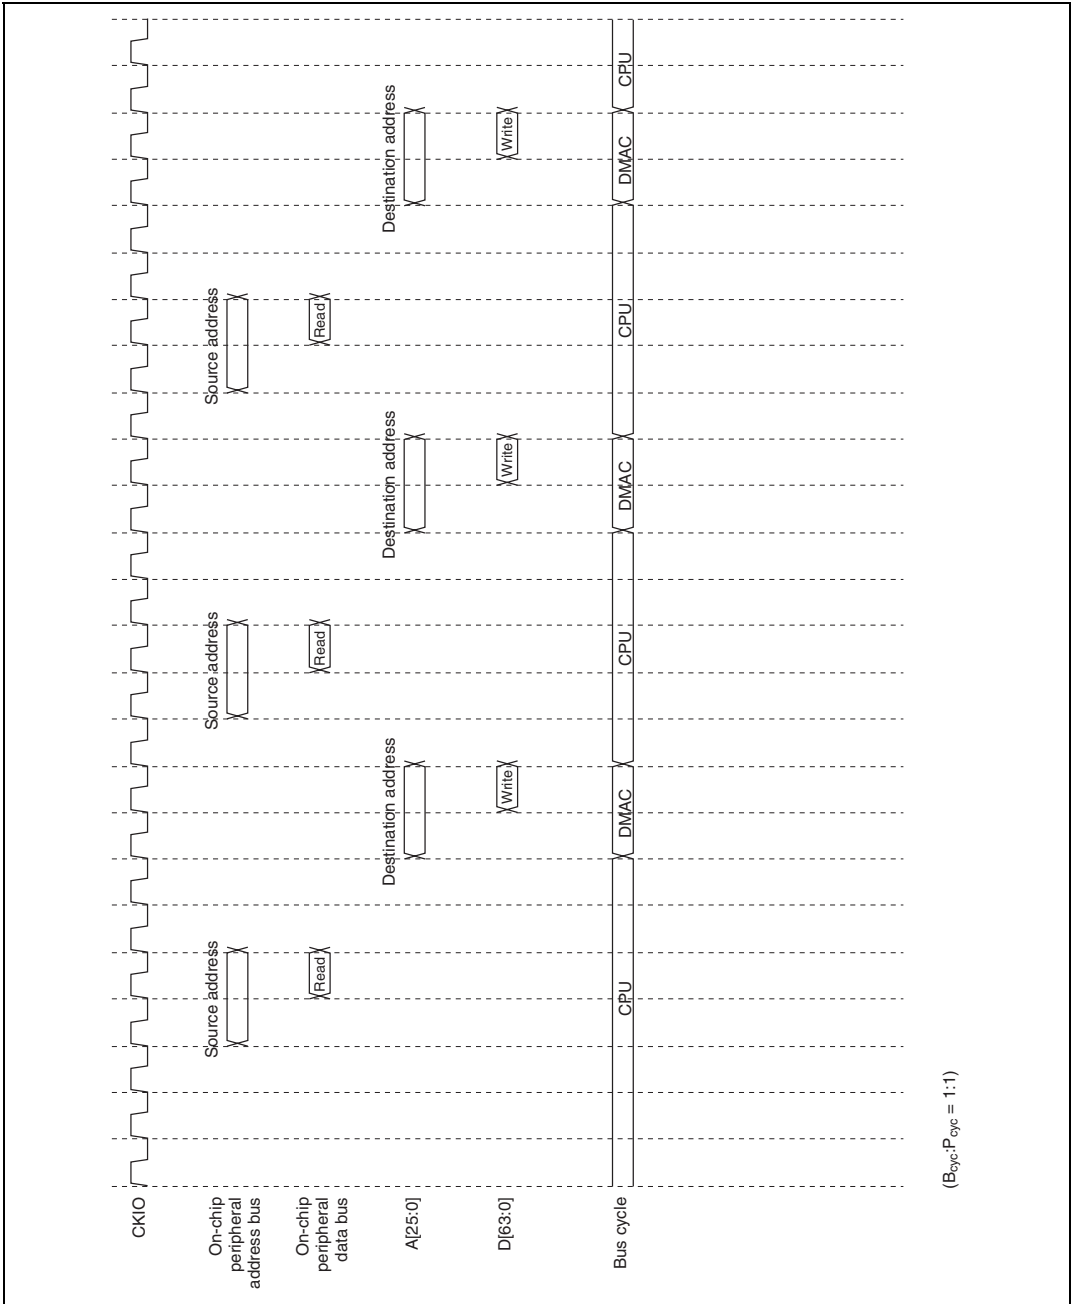 CKIO
On-chip
peripheral
address bus
Source address
Source address
Source address
On-chip
peripheral
data bus
Read
Read
Read
A[25:0]
Destination address
Destination address
Destination address
D[63:0]
Write
Write
Write
Bus cycle
CPU
DMAC
CPU
DMAC
CPU
DMAC
CPU
(Bcyc:Pcyc = 1:1)